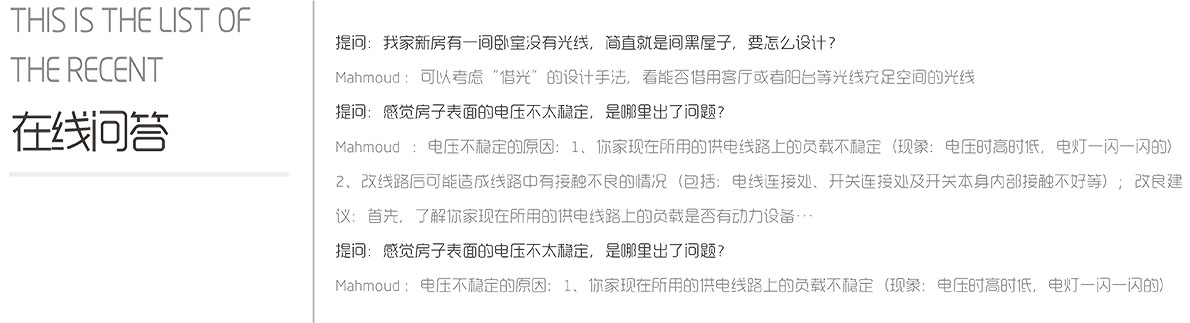 THIS IS THE LIST OF
THE RECENT
在线问答
提问：我家新房有一间卧室没有光线，简直就是间黑屋子，要怎么设计？
Mahmoud：可以考虑“借光”的设计手法，看能否借用客厅或者阳台等光线充足空间的光线
提问：感觉房子表面的电压不太稳定，是哪里出了问题？
Mahmoud ：电压不稳定的原因：1、你家现在所用的供电线路上的负载不稳定（现象：电压时高时低，电灯一闪一闪的）
2、改线路后可能造成线路中有接触不良的情况（包括：电线连接处、开关连接处及开关本身内部接触不好等）；改良建
议：首先，了解你家现在所用的供电线路上的负载是否有动力设备…
提问：感觉房子表面的电压不太稳定，是哪里出了问题？
Mahmoud：电压不稳定的原因：1、你家现在所用的供电线路上的负载不稳定（现象：电压时高时低，电灯一闪一闪的）